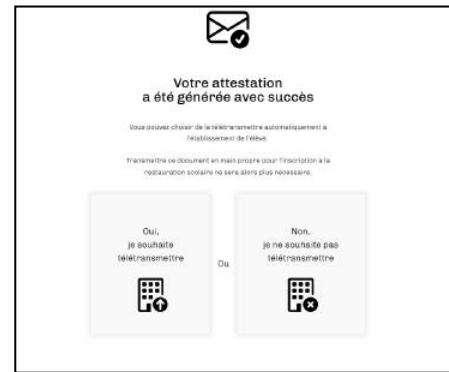 Votre attestation
a été générée avec succès
Vous pouvez choisir de la télétransmettre automatiquement à
l'établissement de l'élève.
Transmettre ce document en main propre pour l'inscription à la
restauration scolaire ne sera alors plus nécessaire.
Oui,
je souhaite
télétransmettre
Ou
Non,
je ne souhaite pas
télétransmettre